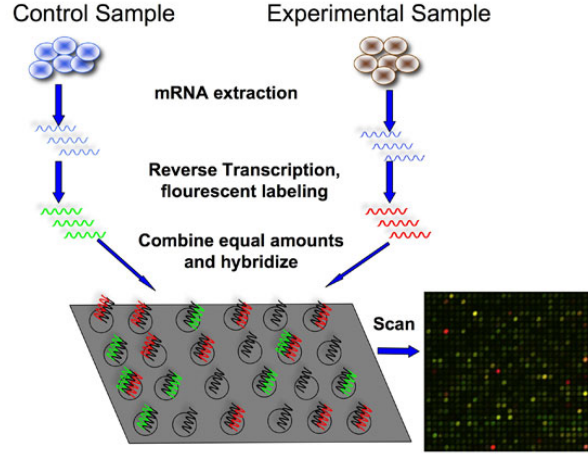 Control Sample
Experimental Sample
mRNA extraction
Reverse Transcription,
flourescent labeling
Combine equal amounts
and hybridize
Scan